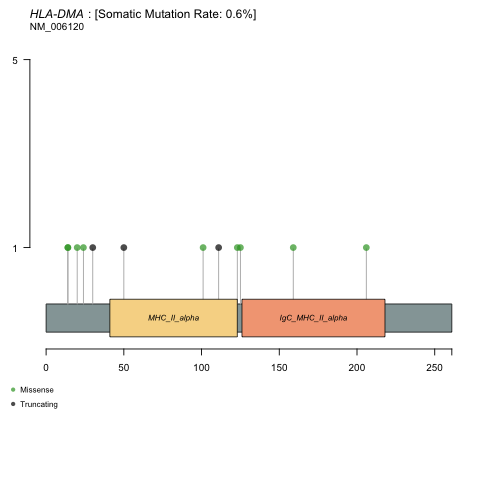 HLA-DMA : [Somatic Mutation Rate: 0.6%]
NM_006120
5
1
MHC_II_alpha
IgC_MHC_II_alpha
0 50 100 150 200 250
Missense
Truncating